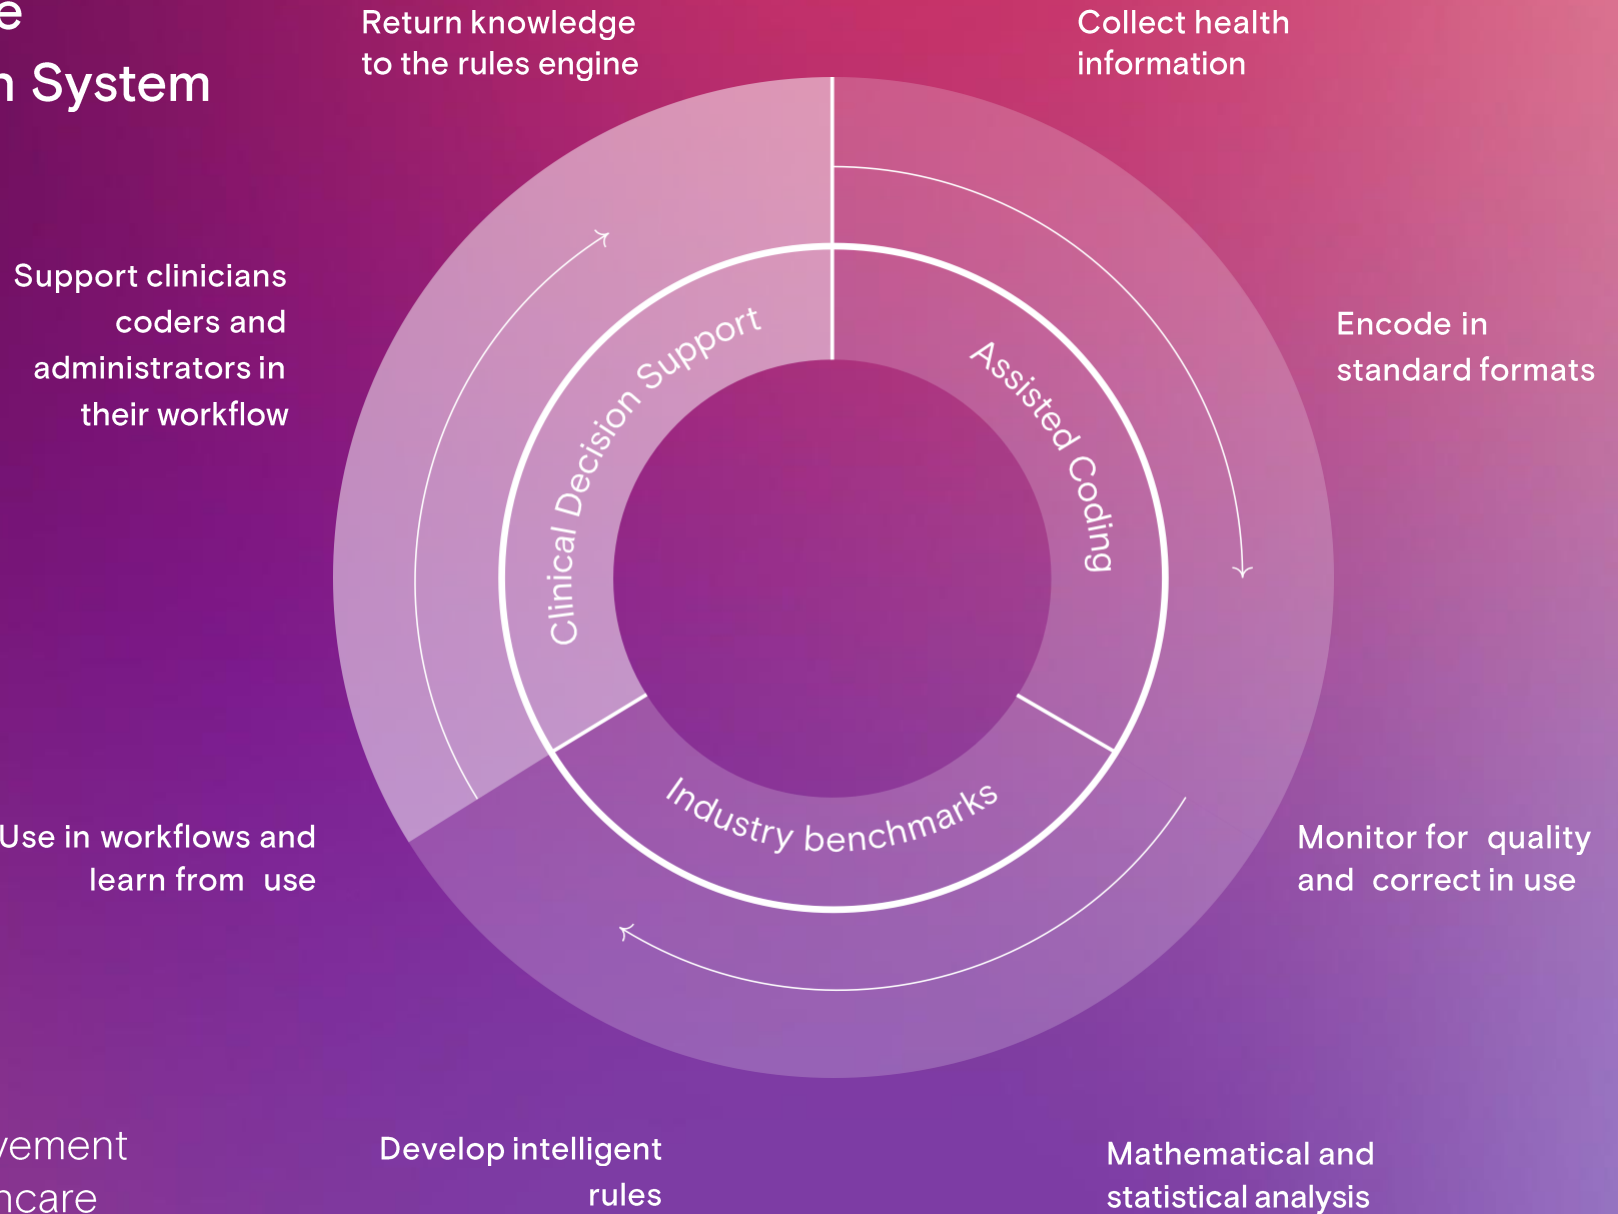 e
n System
Return knowledge
to the rules engine
Collect health
information
Support clinicians
coders and
administrators in
their workflow
Encode in
standard formats
Clinical Decision Support
Assisted Coding
Industry benchmarks
Use in workflows and
learn from use
Monitor for quality
and correct in use
vement
ncare
Develop intelligent
rules
Mathematical and
statistical analysis